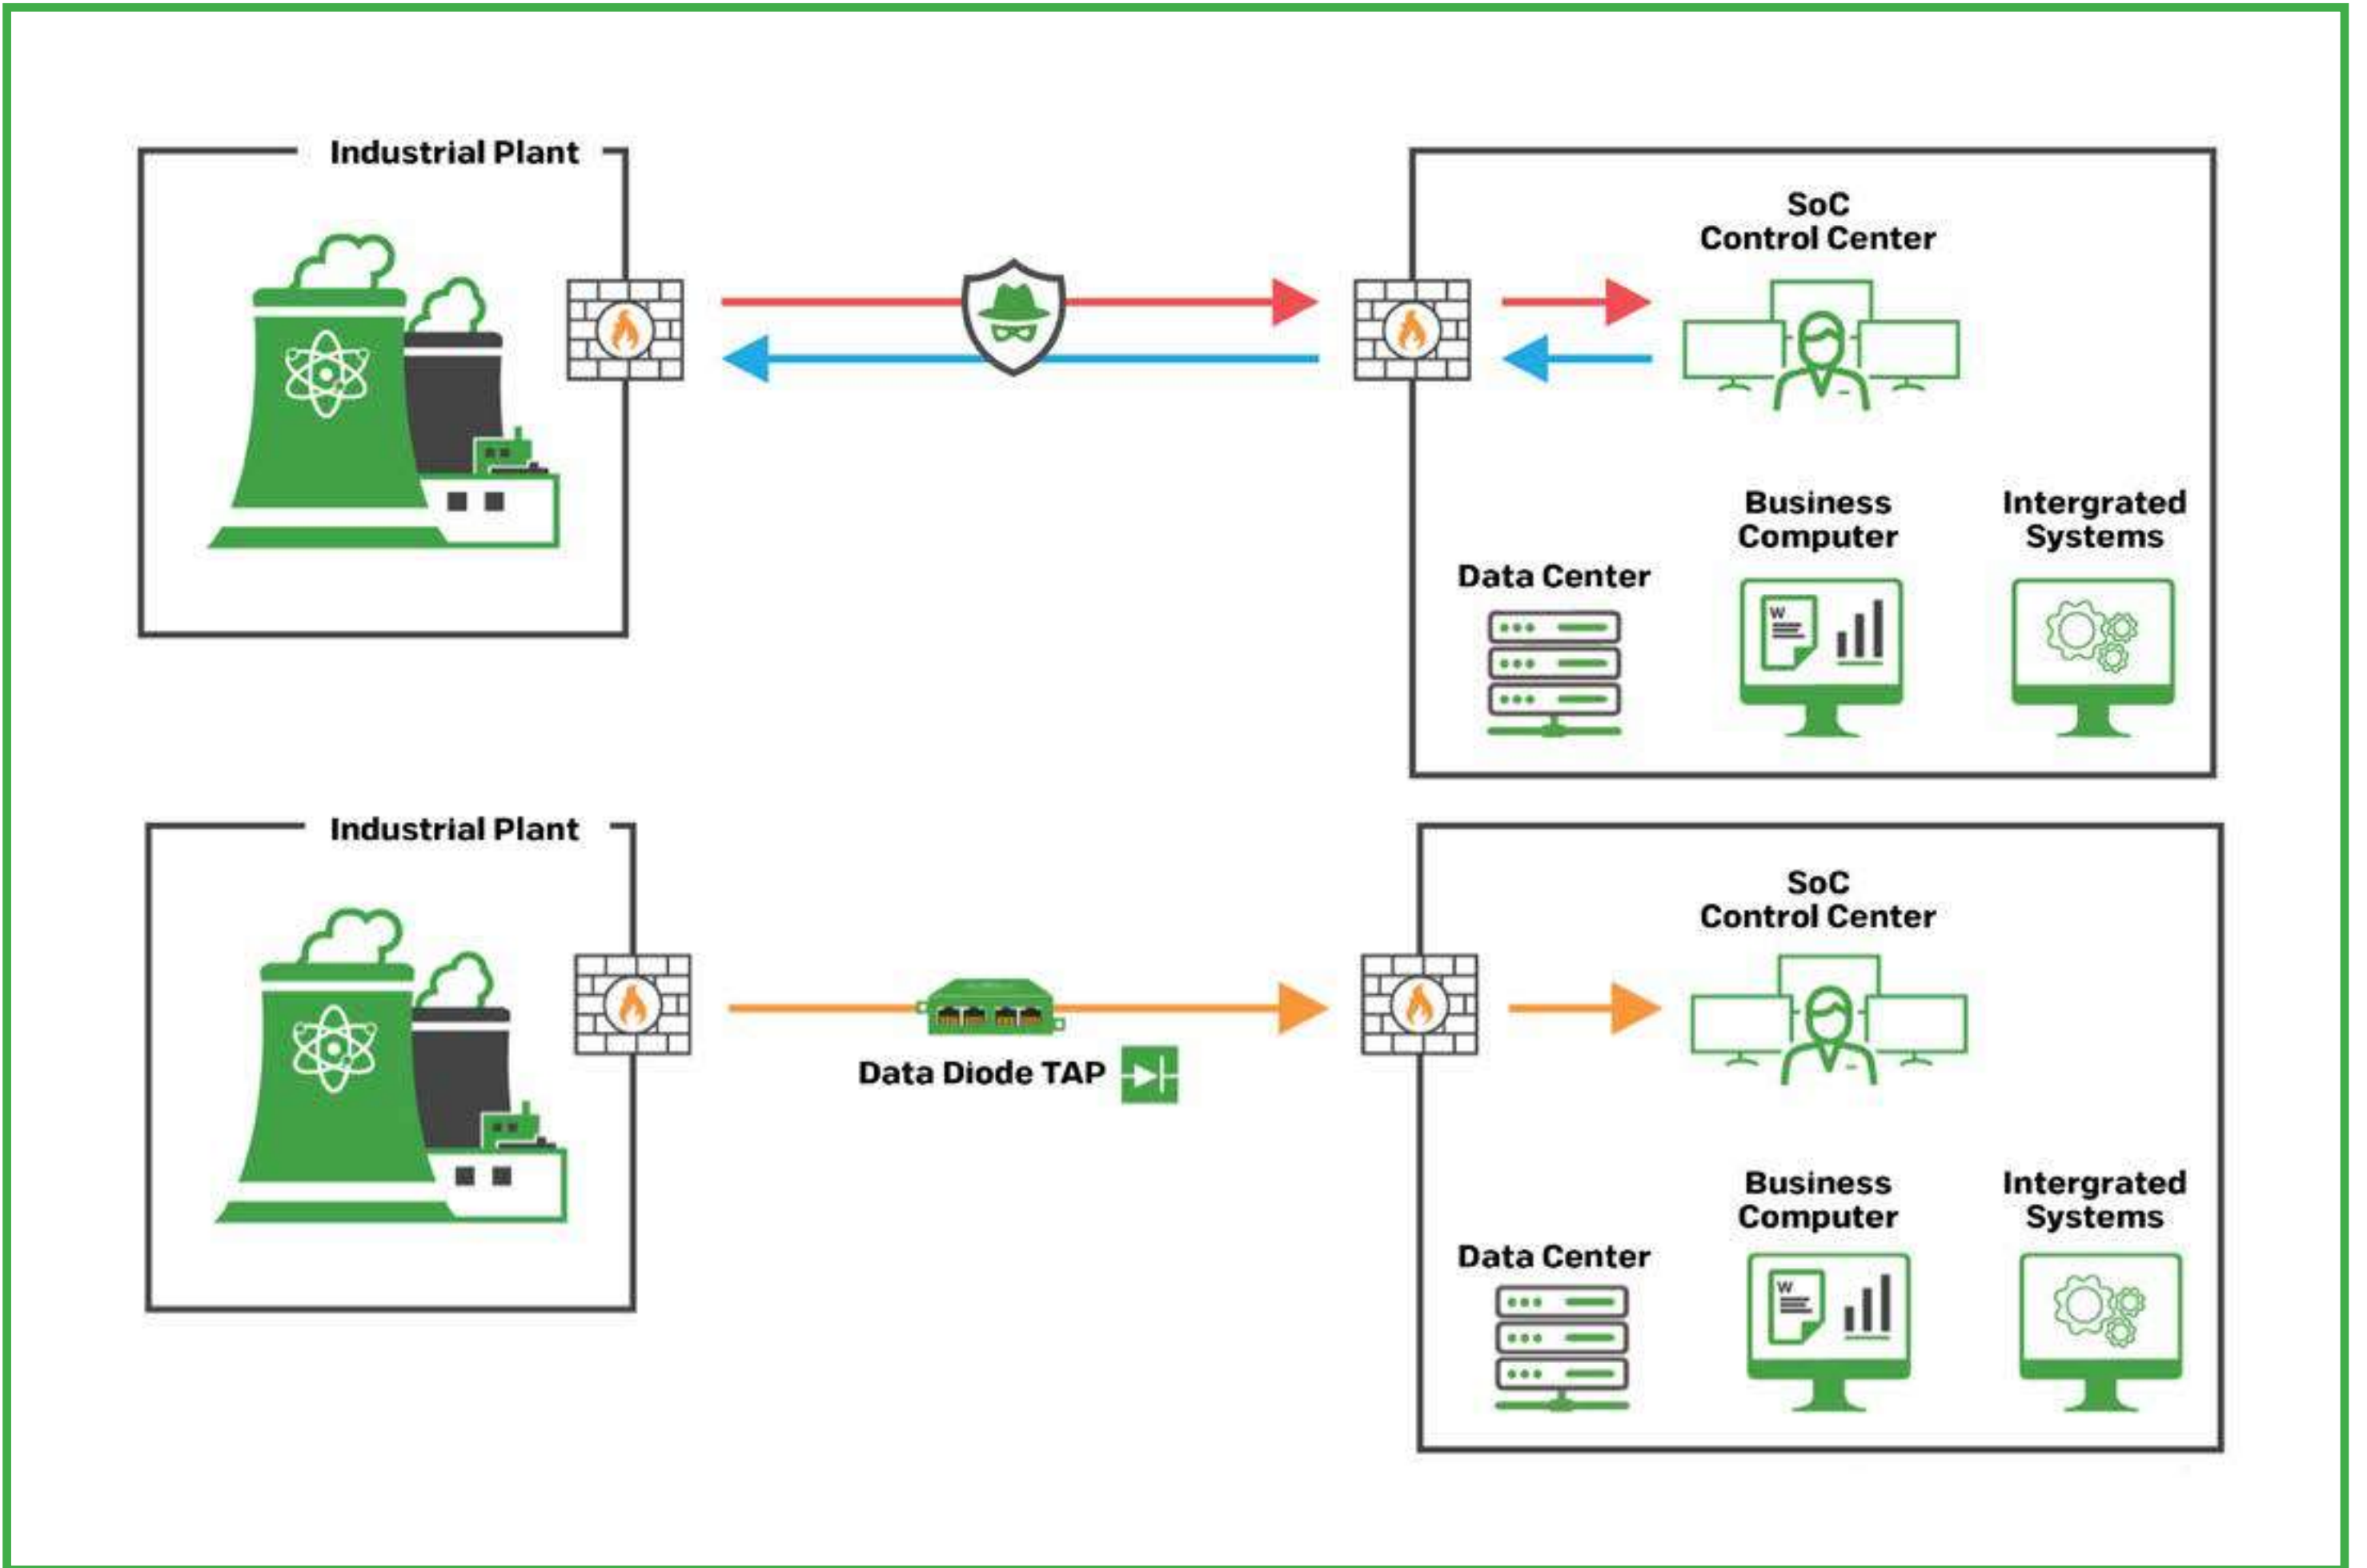 Industrial Plant
SoC
Control Center
Business
Computer
Intergrated
Systems
Data Center
W
Industrial Plant
Data Diode TAP
SoC
Control Center
Business
Computer
Intergrated
Systems
Data Center
W